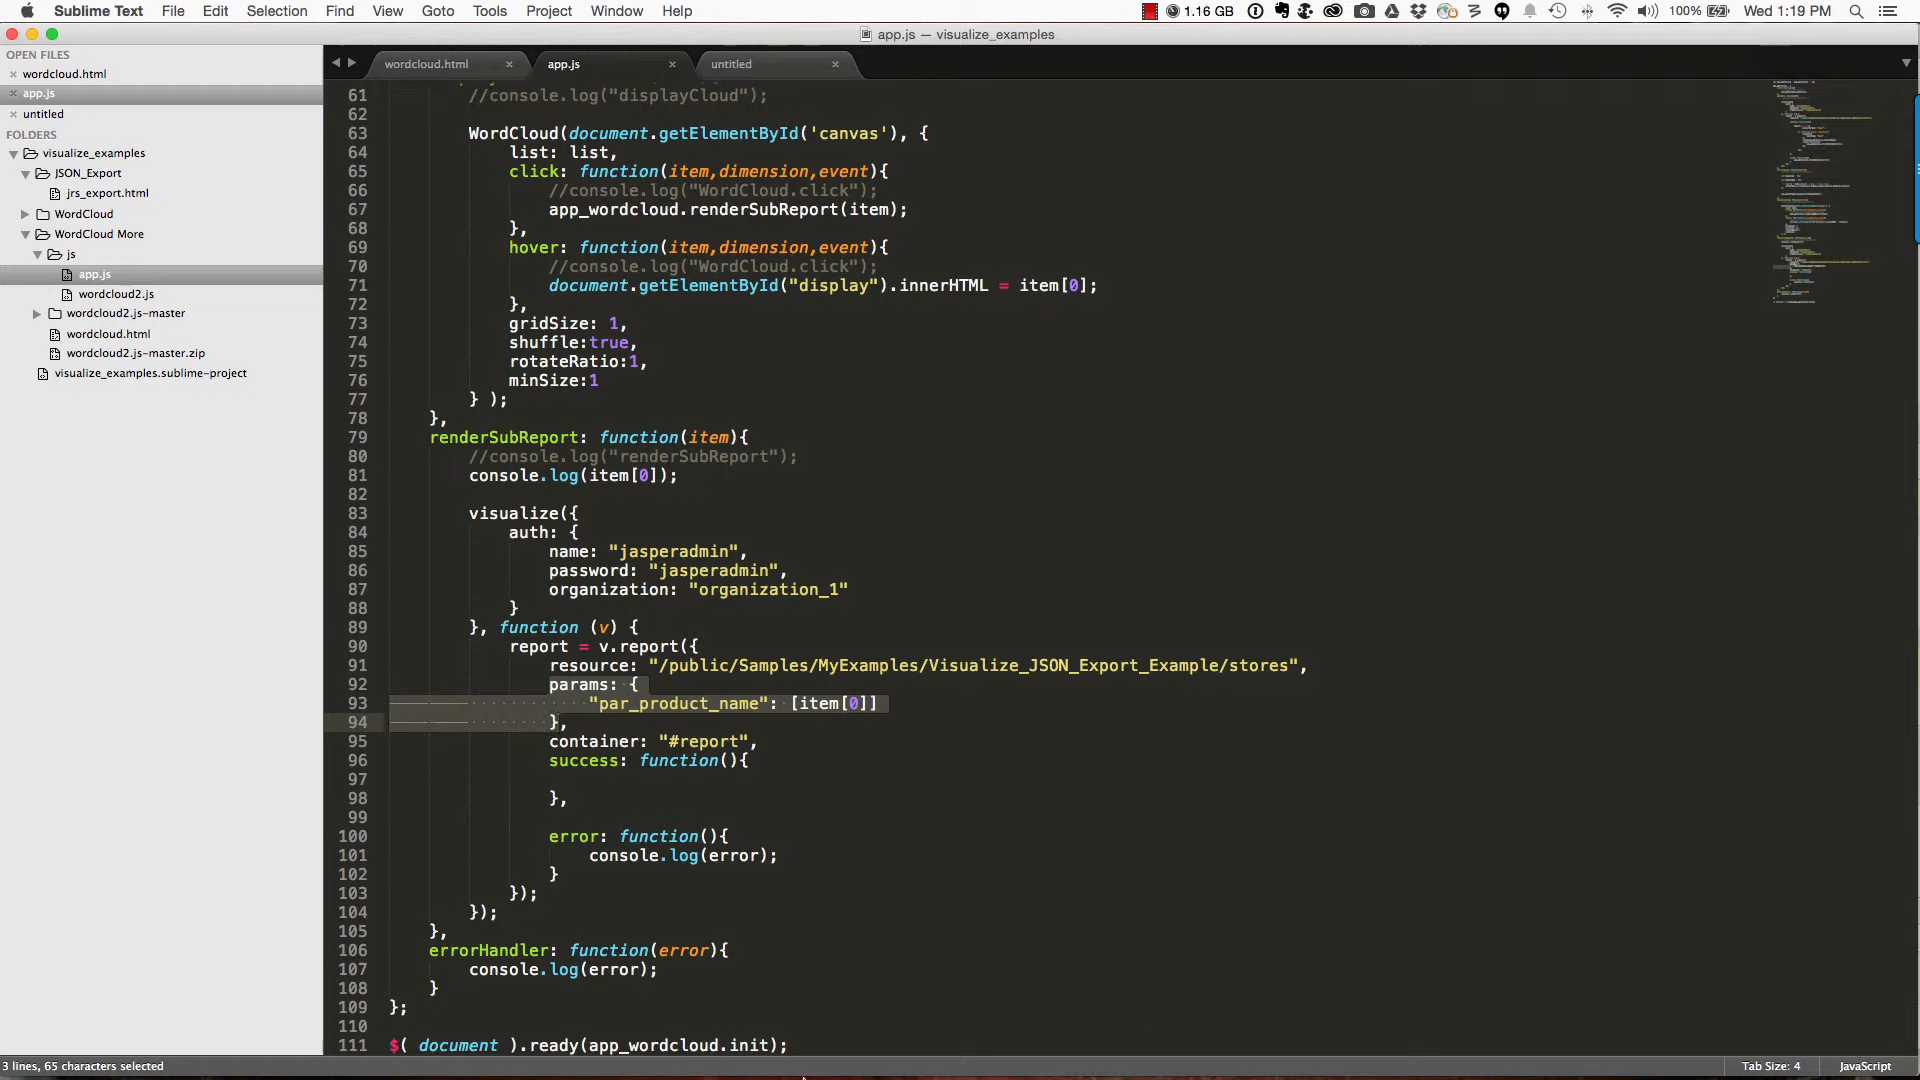 Sublime Text File Edit Selection Find View Goto Tools Project Window Help 1.16 GB 100% Wed 1:19 PM
app.js — visualize_examples
OPEN FILES
wordcloud.html
app.js
untitled
FOLDERS
visualize_examples
JSON_Export
jrs_export.html
WordCloud
WordCloud More
js
app.js
wordcloud2.js
wordcloud2.js-master
wordcloud.html
wordcloud2.js-master.zip
visualize_examples.sublime-project
wordcloud.html app.js untitled
61 //console.log("displayCloud");
62
63 WordCloud(document.getElementById('canvas'), {
64 list: list,
65 click: function(item,dimension,event){
66 //console.log("WordCloud.click");
67 app_wordcloud.renderSubReport(item);
68 },
69 hover: function(item,dimension,event){
70 //console.log("WordCloud.click");
71 document.getElementById("display").innerHTML = item[0];
72 },
73 gridSize: 1,
74 shuffle:true,
75 rotateRatio:1,
76 minSize:1
77 } );
78 },
79 renderSubReport: function(item){
80 //console.log("renderSubReport");
81 console.log(item[0]);
82
83 visualize({
84 auth: {
85 name: "jasperadmin",
86 password: "jasperadmin",
87 organization: "organization_1"
88 }
89 }, function (v) {
90 report = v.report({
91 resource: "/public/Samples/MyExamples/Visualize_JSON_Export_Example/stores",
92 params: {
93 "par_product_name": [item[0]]
94 },
95 container: "#report",
96 success: function(){
97
98 },
99
100 error: function(){
101 console.log(error);
102 }
103 });
104 });
105 },
106 errorHandler: function(error){
107 console.log(error);
108 }
109 };
110
111 $( document ).ready(app_wordcloud.init);
3 lines, 65 characters selected Tab Size: 4 JavaScript